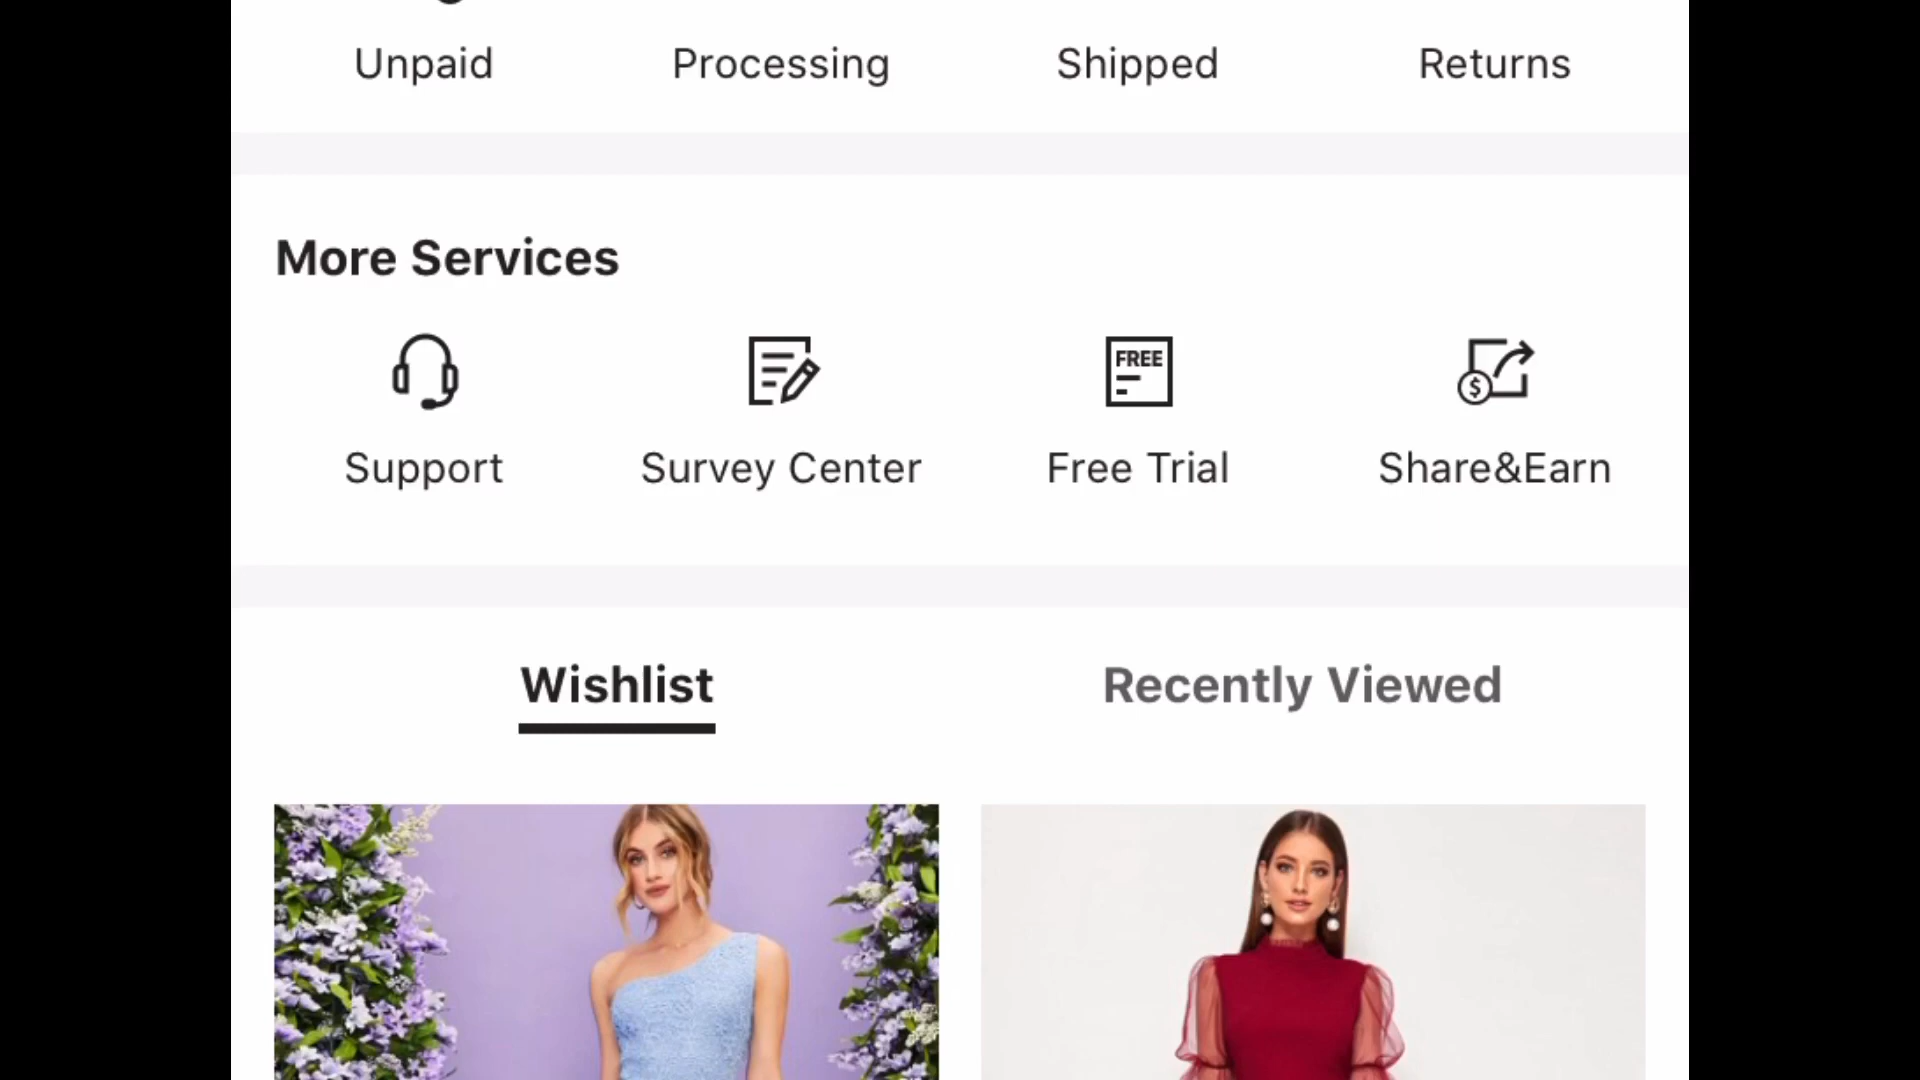 Unpaid Processing Shipped Returns
More Services
FREE
$
Support Survey Center Free Trial Share&Earn
Wishlist Recently Viewed